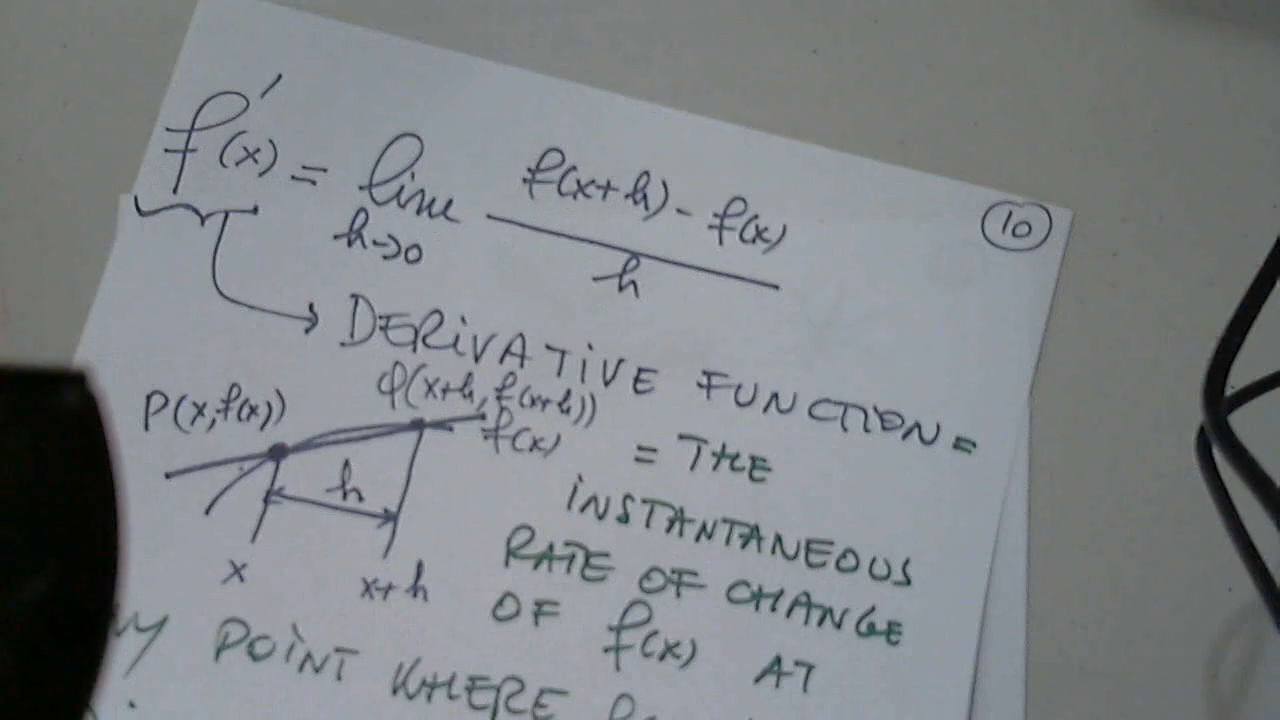 f'(x) = lim h→0 f(x+h) - f(x) / h
10
→ DERIVATIVE FUNCTION =
P(x, f(x))
Q(x+h, f(x+h))
f(x)
h
x
x+h
= THE
INSTANTANEOUS
RATE OF CHANGE
OF f(x) AT
POINT WHERE